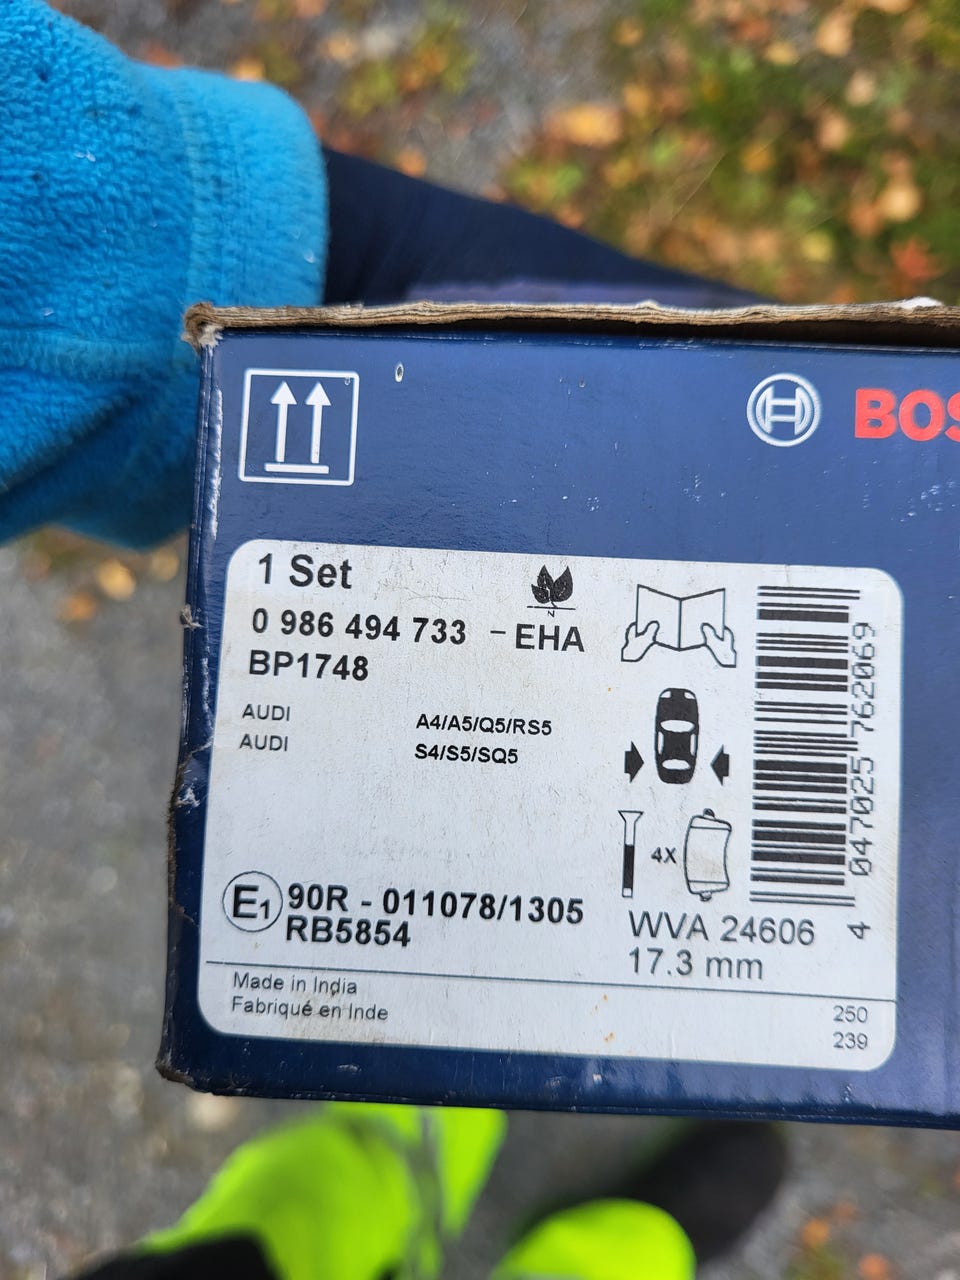 BOS
1 Set
0 986 494 733 - EHA
N
BP1748
AUDI A4/A5/Q5/RS5
AUDI S4/S5/SQ5
4X
E1 90R - 011078/1305
RB5854
WVA 24606
17.3 mm
4 047025 762069
Made in India
Fabriqué en Inde
250
239